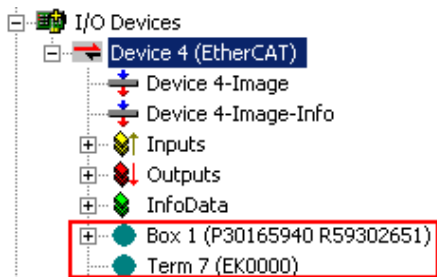 I/O Devices
Device 4 (EtherCAT)
Device 4-Image
Device 4-Image-Info
Inputs
Outputs
InfoData
Box 1 (P30165940 R59302651)
Term 7 (EK0000)